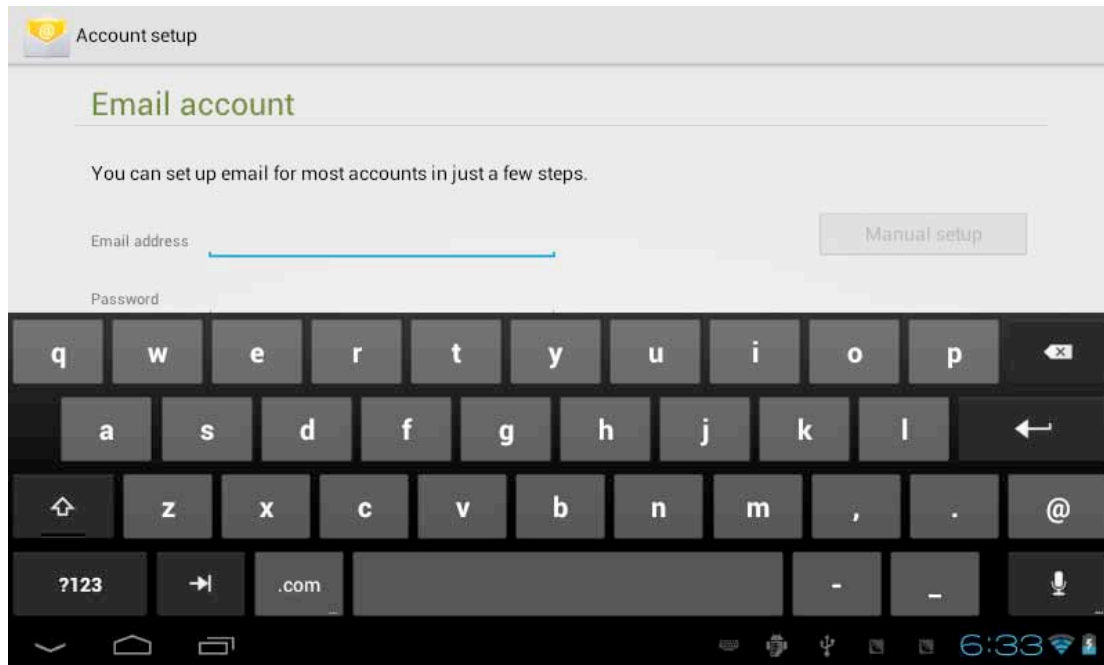 Account setup
Email account
You can set up email for most accounts in just a few steps.
Email address
Manual setup
Password
q w e r t y u i o p
a s d f g h j k l
z x c v b n m , . @
?123 .com - _
6:33